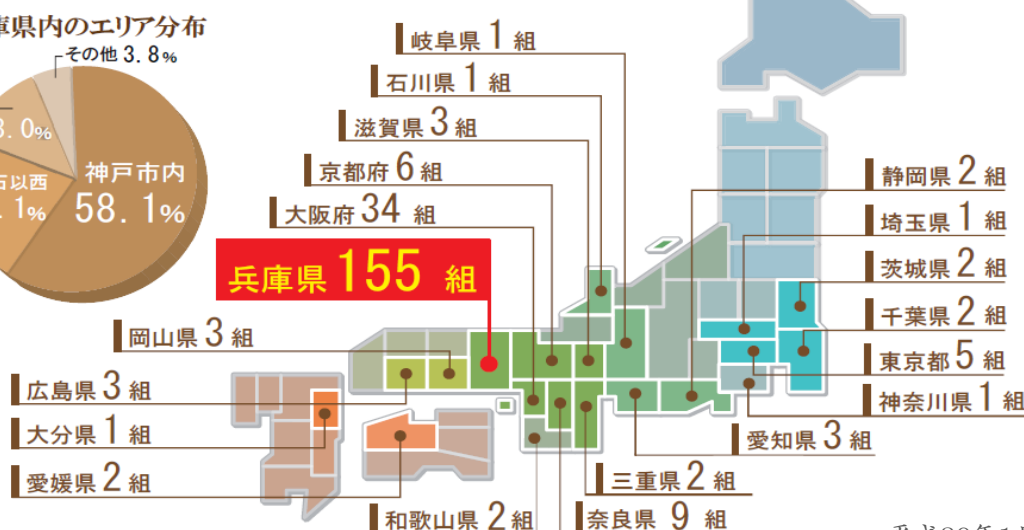 庫県内のエリア分布
その他 3.8%
3.0%
石以西
.1%
神戸市内
58.1%
岐阜県 1 組
石川県 1 組
滋賀県 3 組
京都府 6 組
大阪府 34 組
兵庫県 155 組
岡山県 3 組
広島県 3 組
大分県 1 組
愛媛県 2 組
和歌山県 2 組
奈良県 9 組
三重県 2 組
愛知県 3 組
静岡県 2 組
埼玉県 1 組
茨城県 2 組
千葉県 2 組
東京都 5 組
神奈川県 1 組